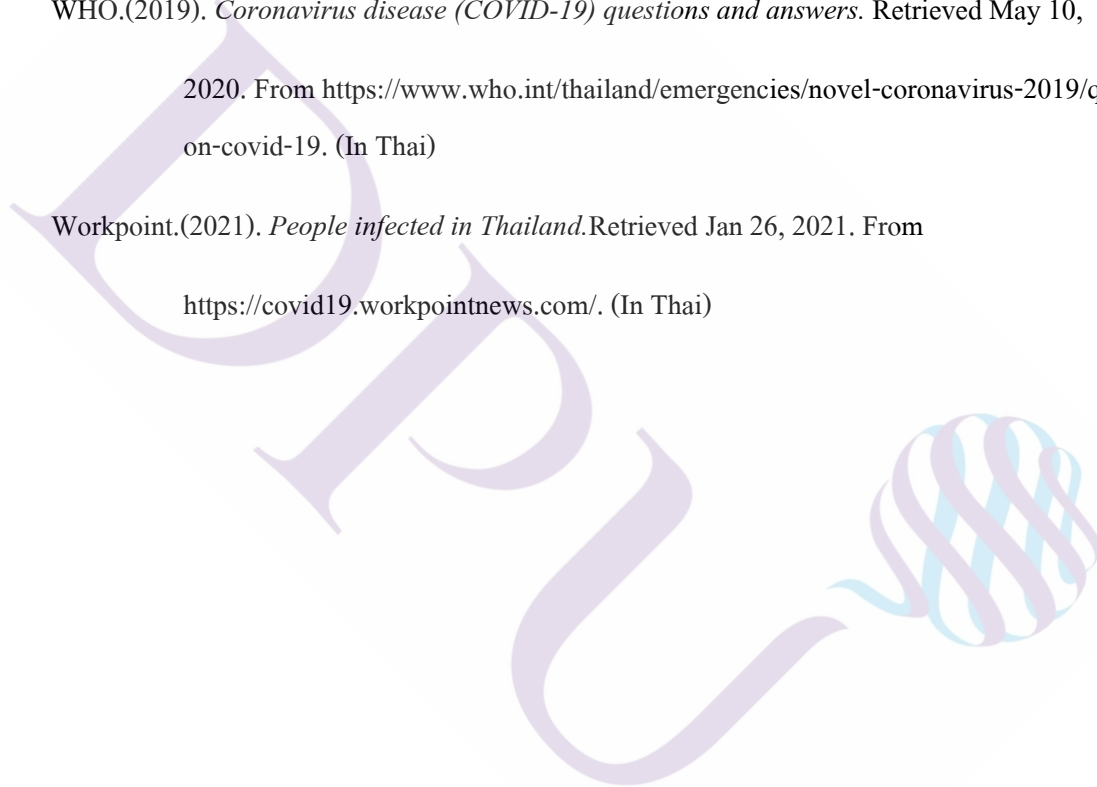 WHO.(2019). Coronavirus disease (COVID-19) questions and answers. Retrieved May 10,
2020. From https://www.who.int/thailand/emergencies/novel-coronavirus-2019/q
on-covid-19. (In Thai)
Workpoint.(2021). People infected in Thailand.Retrieved Jan 26, 2021. From
https://covid19.workpointnews.com/. (In Thai)
DPU